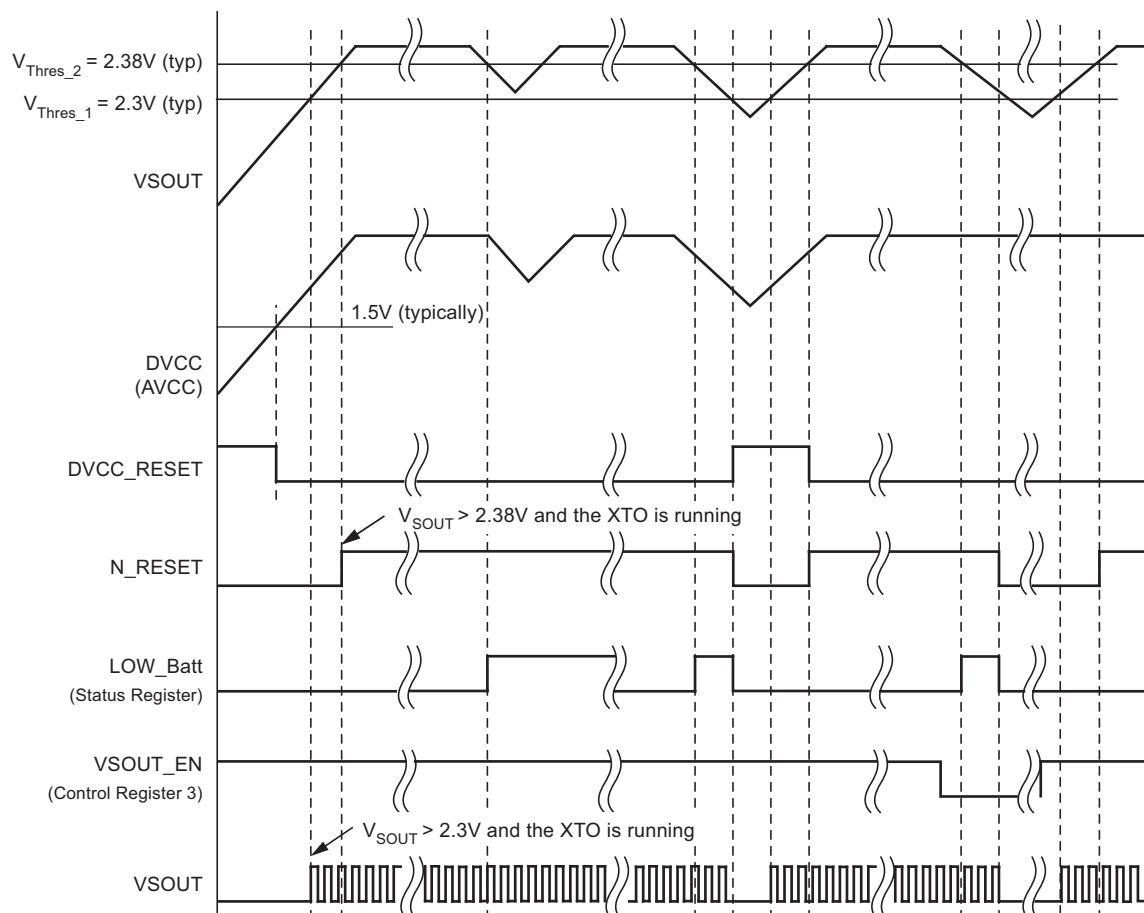 V_Thres_2 = 2.38V (typ)
V_Thres_1 = 2.3V (typ)
VSOUT
1.5V (typically)
DVCC
(AVCC)
DVCC_RESET
V_SOUT > 2.38V and the XTO is running
N_RESET
LOW_Batt
(Status Register)
VSOUT_EN
(Control Register 3)
V_SOUT > 2.3V and the XTO is running
VSOUT